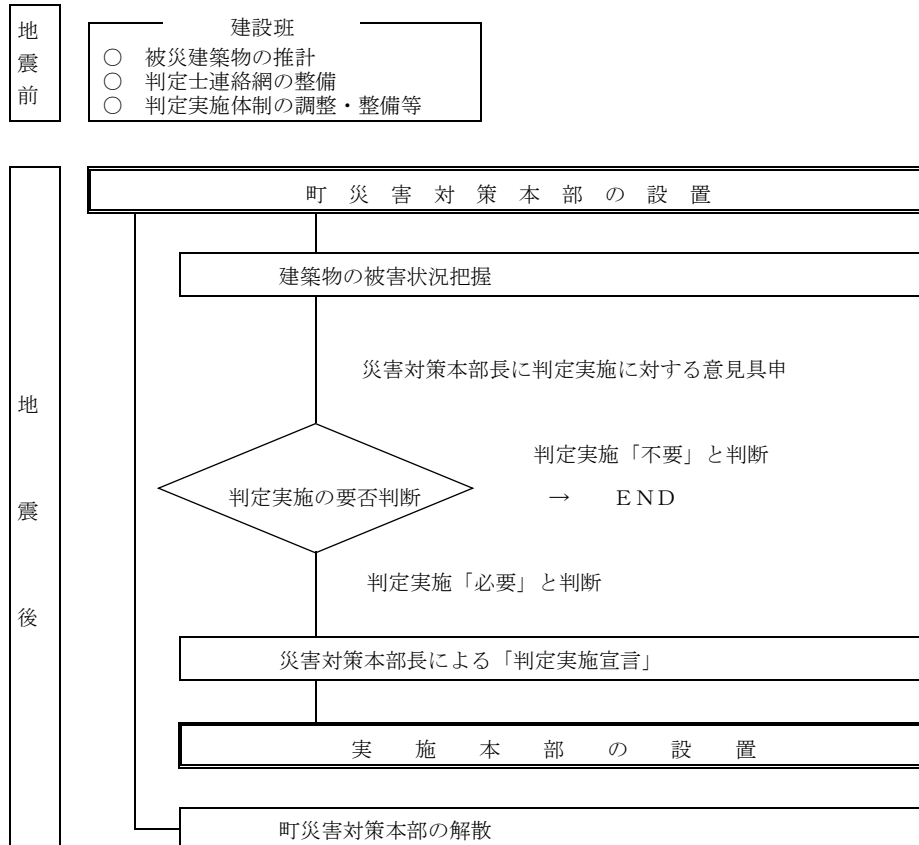 地震前
建設班
○ 被災建築物の推計
○ 判定士連絡網の整備
○ 判定実施体制の調整・整備等
地震後
町災害対策本部の設置
建築物の被害状況把握
災害対策本部長に判定実施に対する意見具申
判定実施の要否判断
判定実施「不要」と判断
→ ＥＮＤ
判定実施「必要」と判断
災害対策本部長による「判定実施宣言」
実施本部の設置
町災害対策本部の解散